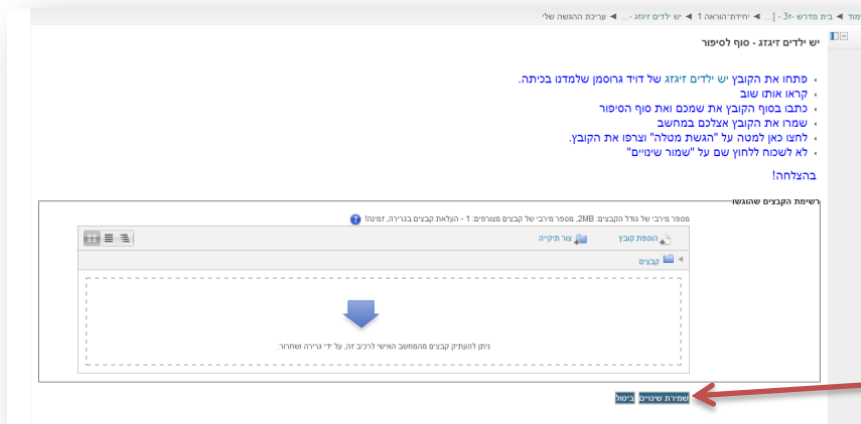 מוד ◄ בית מדרש -ז3 - [... ◄ יחידת־הוראה 1 ◄ יש ילדים זיגזג -... ◄ עריכת ההגשה שלי
יש ילדים זיגזג - סוף לסיפור
פתחו את הקובץ יש ילדים זיגזג של דויד גרוסמן שלמדנו בכיתה.
קראו אותו שוב
כתבו בסוף הקובץ את שמכם ואת סוף הסיפור
שמרו את הקובץ אצלכם במחשב
לחצו כאן למטה על "הגשת מטלה" וצרפו את הקובץ.
לא לשכוח ללחוץ שם על "שמור שינויים"
בהצלחה!
רשימת הקבצים שהוגשו
מספר מירבי של גודל הקבצים: 2MB, מספר מירבי של קבצים מצורפים: 1 - העלאת קבצים בגרירה, זמינה!
הוספת קובץ צור תיקייה
קבצים
ניתן להעתיק קבצים מהמחשב האישי לרכיב זה, על ידי גרירה ושחרור.
שמירת שינויים ביטול